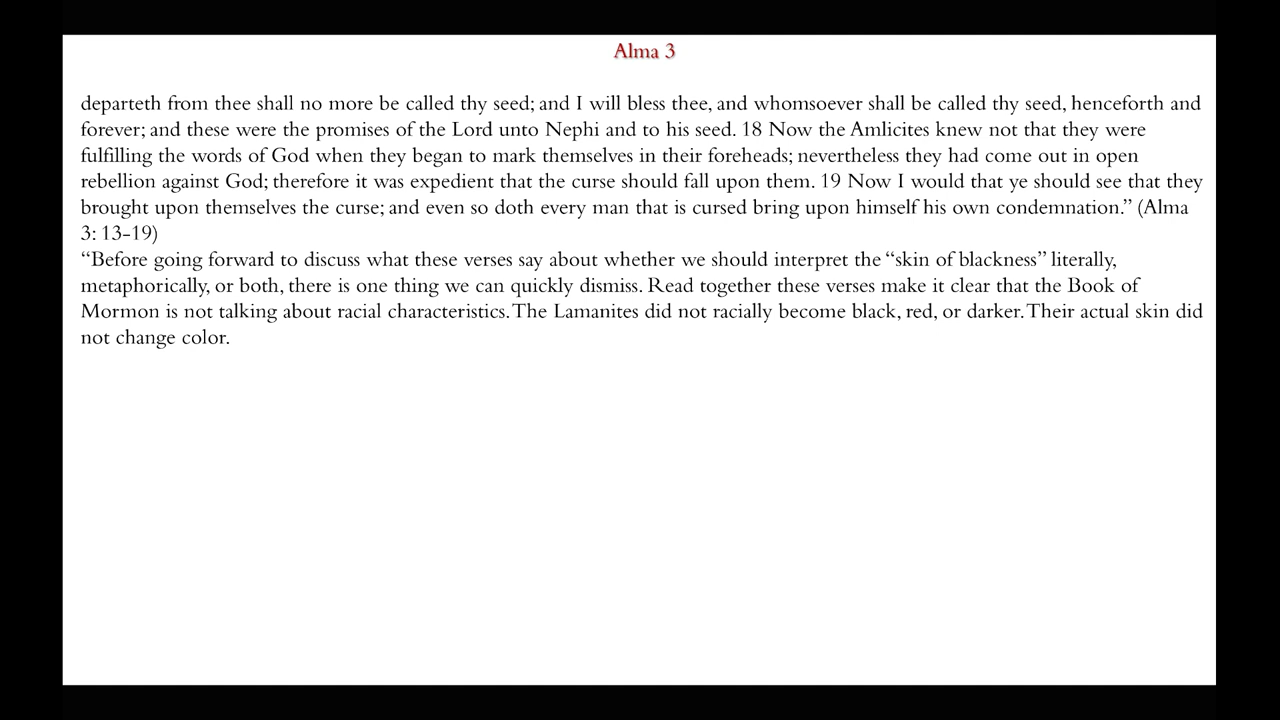 Alma 3
departeth from thee shall no more be called thy seed; and I will bless thee, and whomsoever shall be called thy seed, henceforth and
forever; and these were the promises of the Lord unto Nephi and to his seed. 18 Now the Amlicites knew not that they were
fulfilling the words of God when they began to mark themselves in their foreheads; nevertheless they had come out in open
rebellion against God; therefore it was expedient that the curse should fall upon them. 19 Now I would that ye should see that they
brought upon themselves the curse; and even so doth every man that is cursed bring upon himself his own condemnation.” (Alma
3: 13-19)
“Before going forward to discuss what these verses say about whether we should interpret the “skin of blackness” literally,
metaphorically, or both, there is one thing we can quickly dismiss. Read together these verses make it clear that the Book of
Mormon is not talking about racial characteristics. The Lamanites did not racially become black, red, or darker. Their actual skin did
not change color.